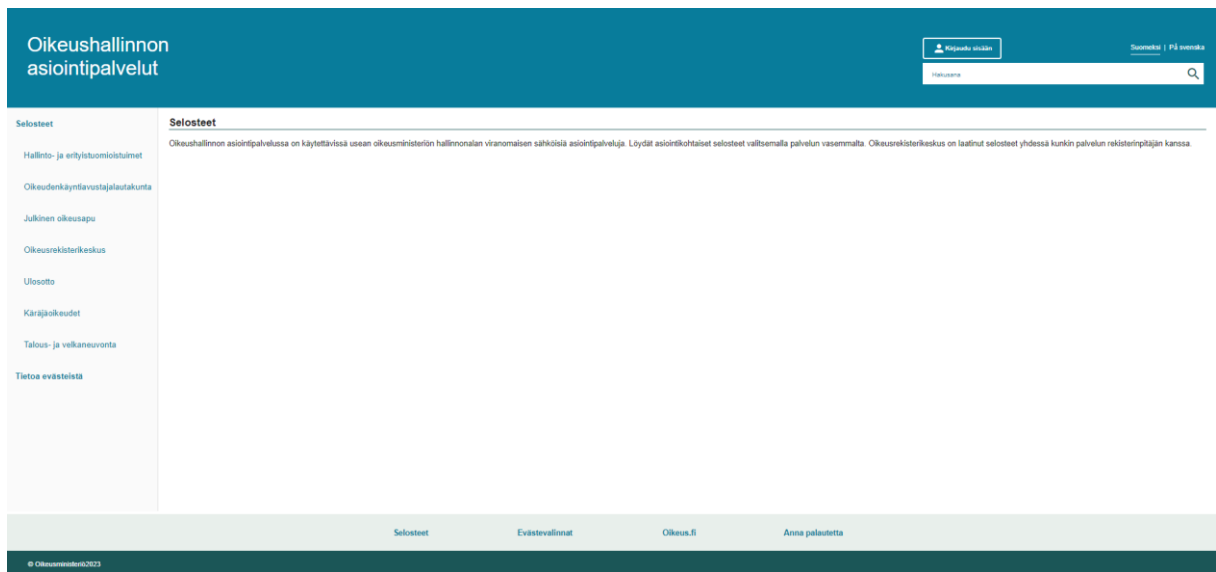 Oikeushallinnon
asiointipalvelut
Kirjaudu sisään
Suomeksi | På svenska
Hakusana
Selosteet
Hallinto- ja erityistuomioistuimet
Oikeudenkäyntiavustajalautakunta
Julkinen oikeusapu
Oikeusrekisterikeskus
Ulosotto
Käräjäoikeudet
Talous- ja velkaneuvonta
Tietoa evästeistä
Selosteet
Oikeushallinnon asiointipalvelussa on käytettävissä usean oikeusministeriön hallinnonalan viranomaisen sähköisiä asiointipalveluja. Löydät asiointikohtaiset selosteet valitsemalla palvelun vasemmalta. Oikeusrekisterikeskus on laatinut selosteet yhdessä kunkin palvelun rekisterinpitäjän kanssa.
Selosteet Evästevalinnat Oikeus.fi Anna palautetta
© Oikeusministeriö2023